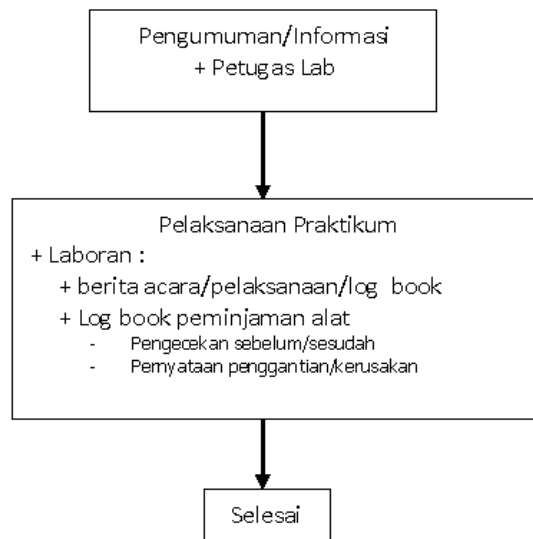 Pengumuman/Informasi
+ Petugas Lab
Pelaksanaan Praktikum
+ Laboran :
+ berita acara/pelaksanaan/log book
+ Log book peminjaman alat
- Pengecekan sebelum/sesudah
- Pernyataan penggantian/kerusakan
Selesai